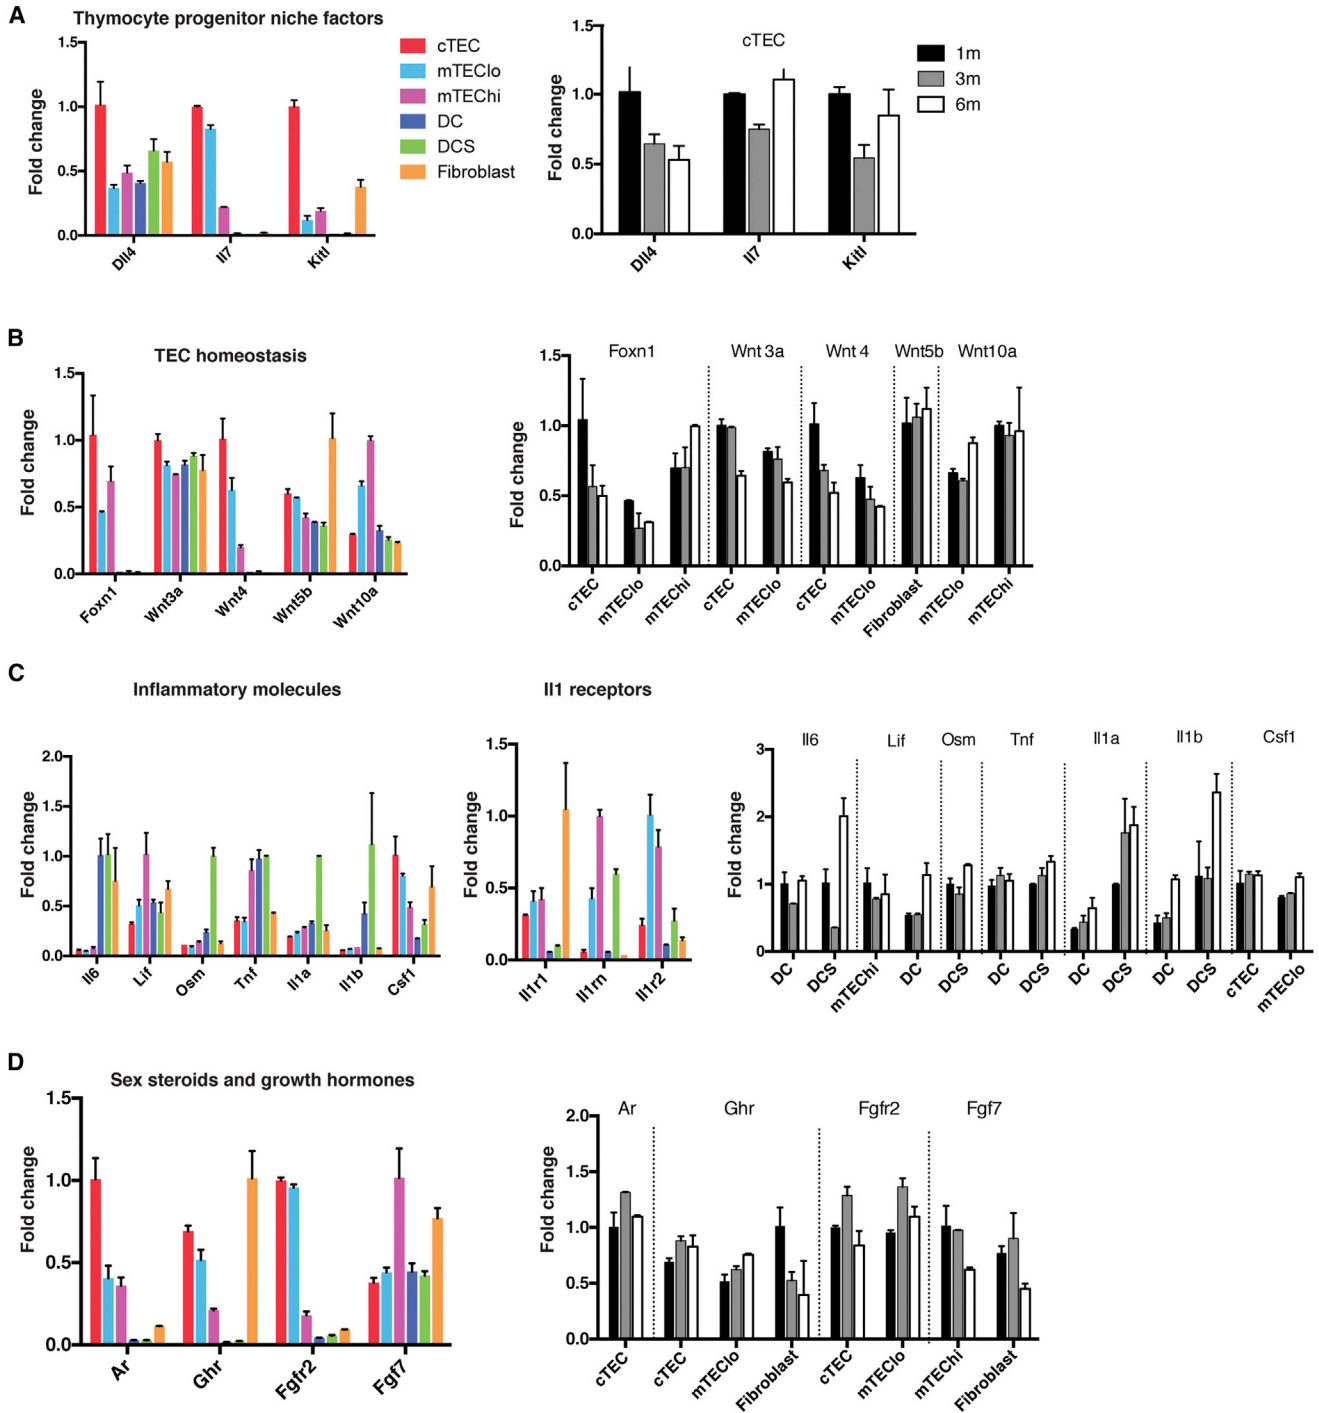 A
Thymocyte progenitor niche factors
Fold change
1.5
1.0
0.5
0.0
Dll4
Il7
Kitl
cTEC
mTEClo
mTEChi
DC
DCS
Fibroblast
cTEC
Fold change
1.5
1.0
0.5
0.0
Dll4
Il7
Kitl
1m
3m
6m
B
TEC homeostasis
Fold change
1.5
1.0
0.5
0.0
Foxn1
Wnt3a
Wnt4
Wnt5b
Wnt10a
Foxn1
Wnt 3a
Wnt 4
Wnt5b
Wnt10a
Fold change
1.5
1.0
0.5
0.0
cTEC
mTEClo
mTEChi
cTEC
mTEClo
cTEC
mTEClo
Fibroblast
mTEClo
mTEChi
C
Inflammatory molecules
Fold change
2.0
1.5
1.0
0.5
0.0
Il6
Lif
Osm
Tnf
Il1a
Il1b
Csf1
Il1 receptors
Fold change
1.5
1.0
0.5
0.0
Il1r1
Il1rn
Il1r2
Il6
Lif
Osm
Tnf
Il1a
Il1b
Csf1
Fold change
3
2
1
0
DC
DCS
mTEChi
DC
DCS
DC
DCS
DC
DCS
DC
DCS
cTEC
mTEClo
D
Sex steroids and growth hormones
Fold change
1.5
1.0
0.5
0.0
Ar
Ghr
Fgfr2
Fgf7
Ar
Ghr
Fgfr2
Fgf7
Fold change
2.0
1.5
1.0
0.5
0.0
cTEC
cTEC
mTEClo
Fibroblast
cTEC
mTEClo
mTEChi
Fibroblast